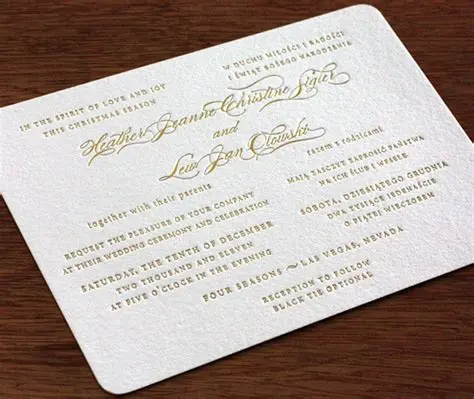 IN THE SPIRIT OF LOVE AND JOY
THIS CHRISTMAS SEASON
W DUCHU MIŁOŚCI I RADOŚCI
I ŚWIĄT BOŻEGO NARODZENIA
Heather Jeanne Christine Sigler
and
Lew Jan Olowski
together with their parents
REQUEST THE PLEASURE OF YOUR COMPANY
AT THEIR WEDDING CEREMONY AND CELEBRATION
SATURDAY, THE TENTH OF DECEMBER
TWO THOUSAND AND ELEVEN
AT FIVE O'CLOCK IN THE EVENING
razem z rodzicami
MAJĄ ZASZCZYT ZAPROSIĆ PAŃSTWA
NA ICH ŚLUB I WESELE
SOBOTA, DZIESIĄTEGO GRUDNIA
DWA TYSIĄCE JEDENAŚCIE
O PIĄTEJ WIECZOREM
FOUR SEASONS ~ LAS VEGAS, NEVADA
RECEPTION TO FOLLOW
BLACK TIE OPTIONAL